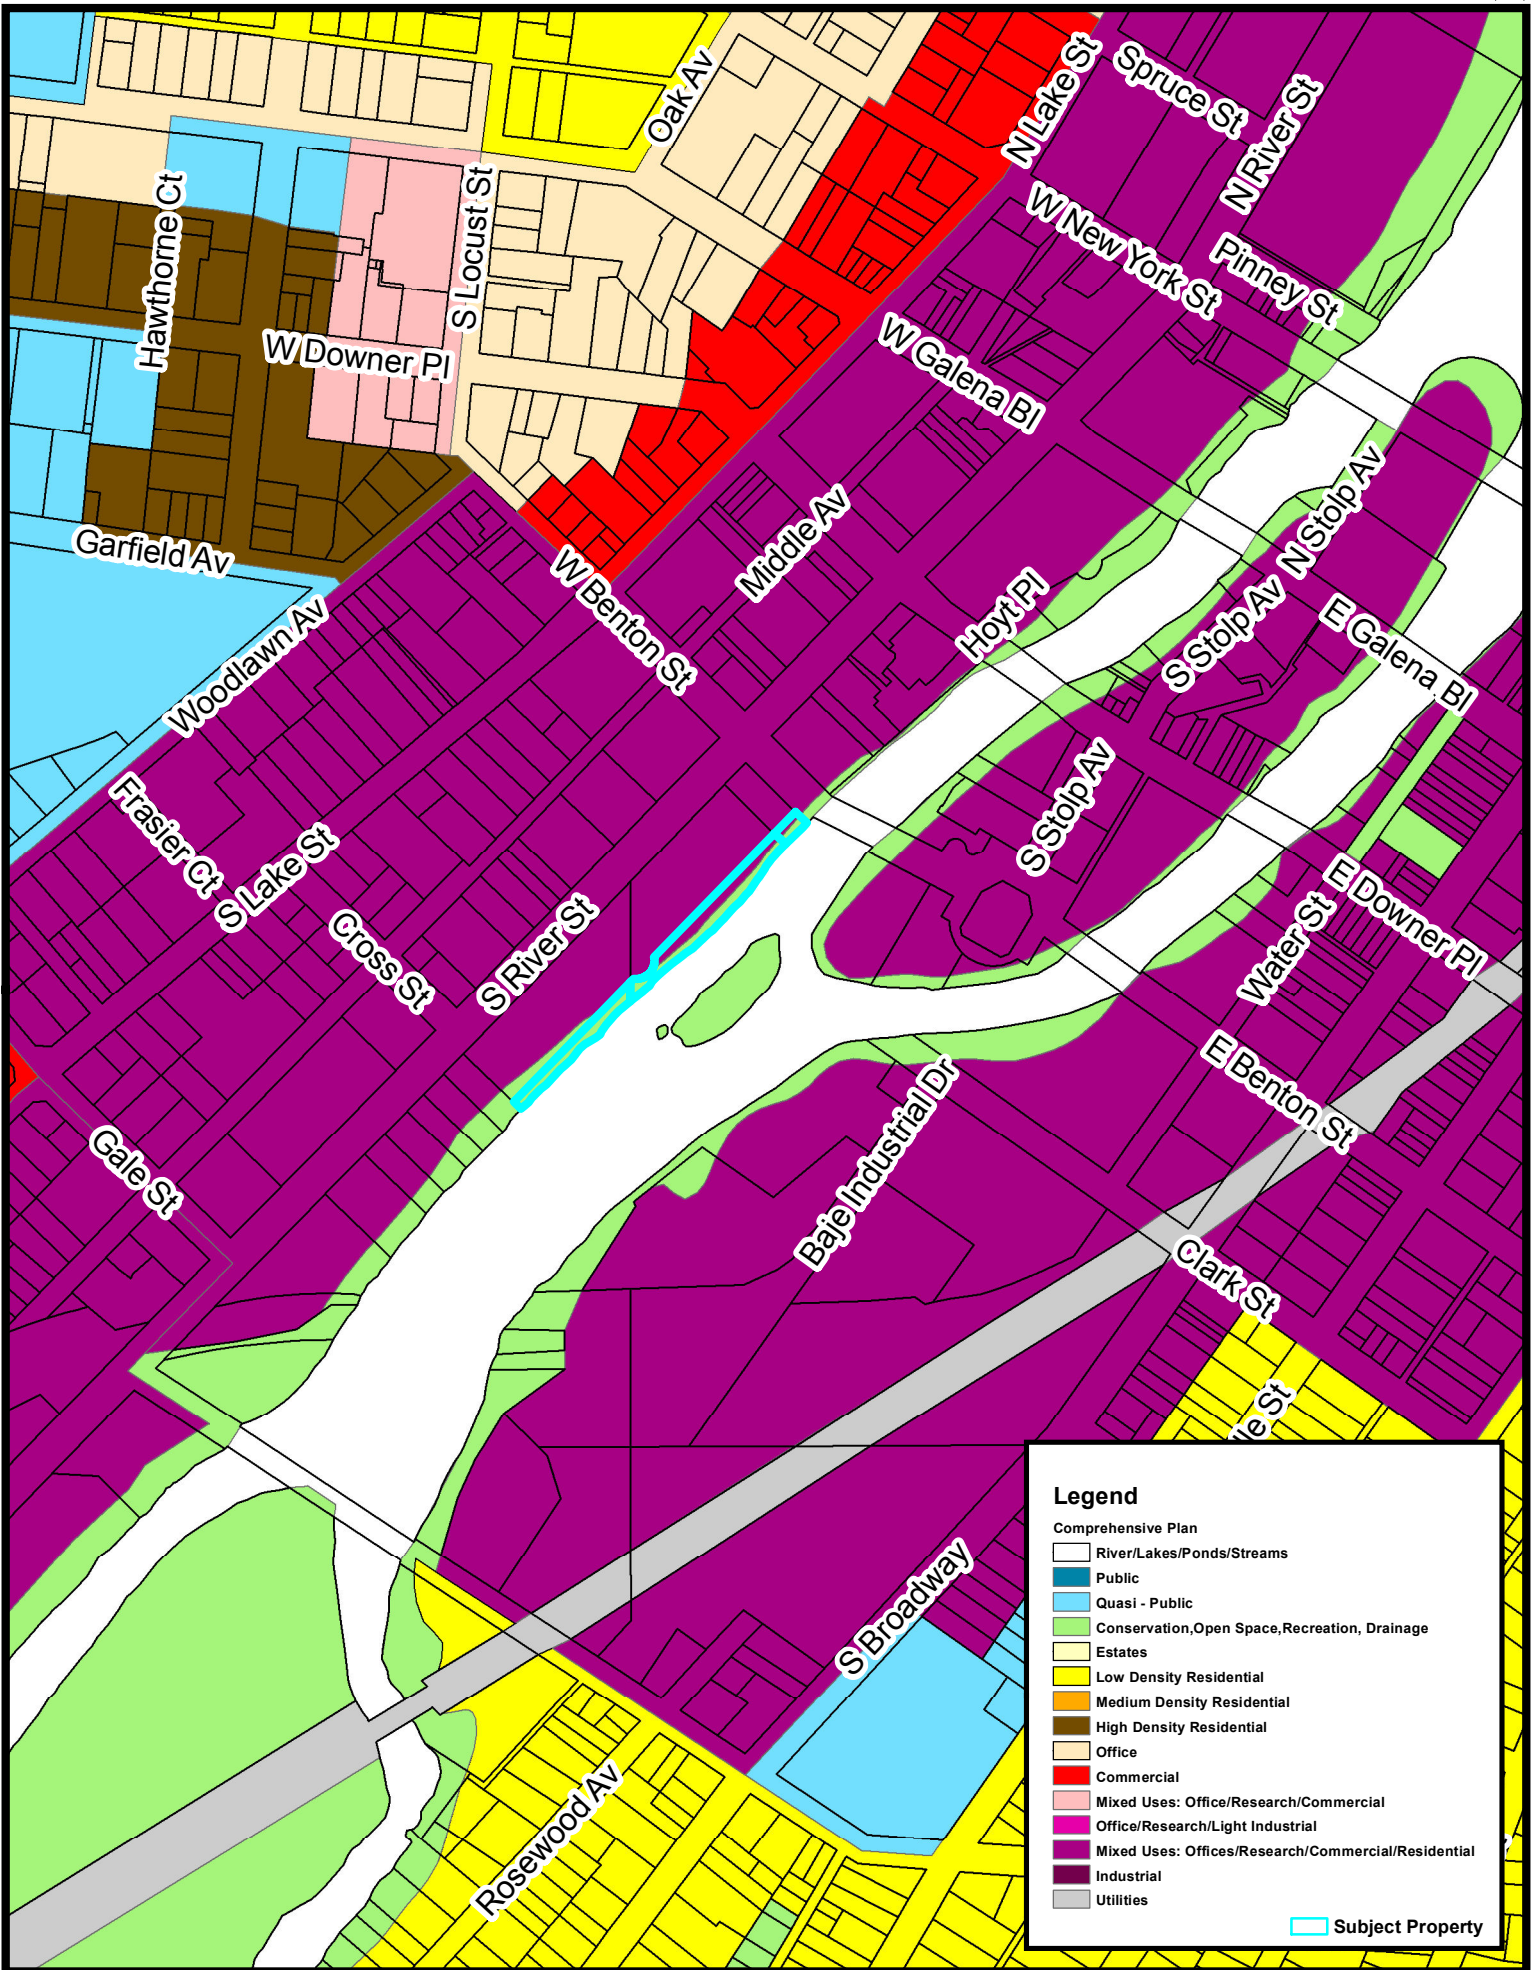 Spruce St
N Lake St
Oak Av
N River St
Hawthorne Ct
S Locust St
W New York St
Pinney St
W Downer Pl
W Galena Bl
N Stolp Av
Garfield Av
Middle Av
W Benton St
Hoyt Pl
S Stolp Av
E Galena Bl
Woodlawn Av
S Stolp Av
Frasier Ct
S Lake St
Cross St
S River St
E Downer Pl
Water St
E Benton St
Baje Industrial Dr
Gale St
Clark St
S Broadway
Rosewood Av
Legend
Comprehensive Plan
River/Lakes/Ponds/Streams
Public
Quasi - Public
Conservation,Open Space,Recreation, Drainage
Estates
Low Density Residential
Medium Density Residential
High Density Residential
Office
Commercial
Mixed Uses: Office/Research/Commercial
Office/Research/Light Industrial
Mixed Uses: Offices/Research/Commercial/Residential
Industrial
Utilities
Subject Property